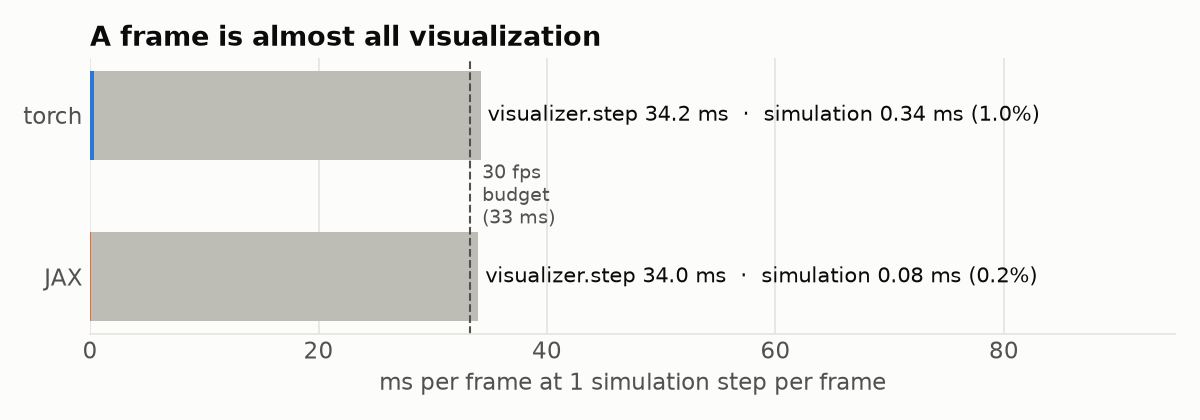 A frame is almost all visualization
torch
visualizer.step 34.2 ms · simulation 0.34 ms (1.0%)
30 fps
budget
(33 ms)
JAX
visualizer.step 34.0 ms · simulation 0.08 ms (0.2%)
0 20 40 60 80
ms per frame at 1 simulation step per frame